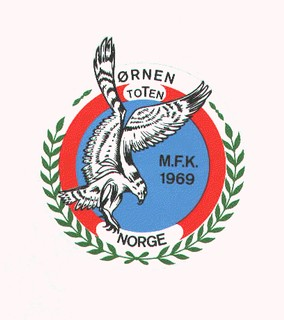 ØRNEN
TOTEN
M.F.K.
1969
NORGE